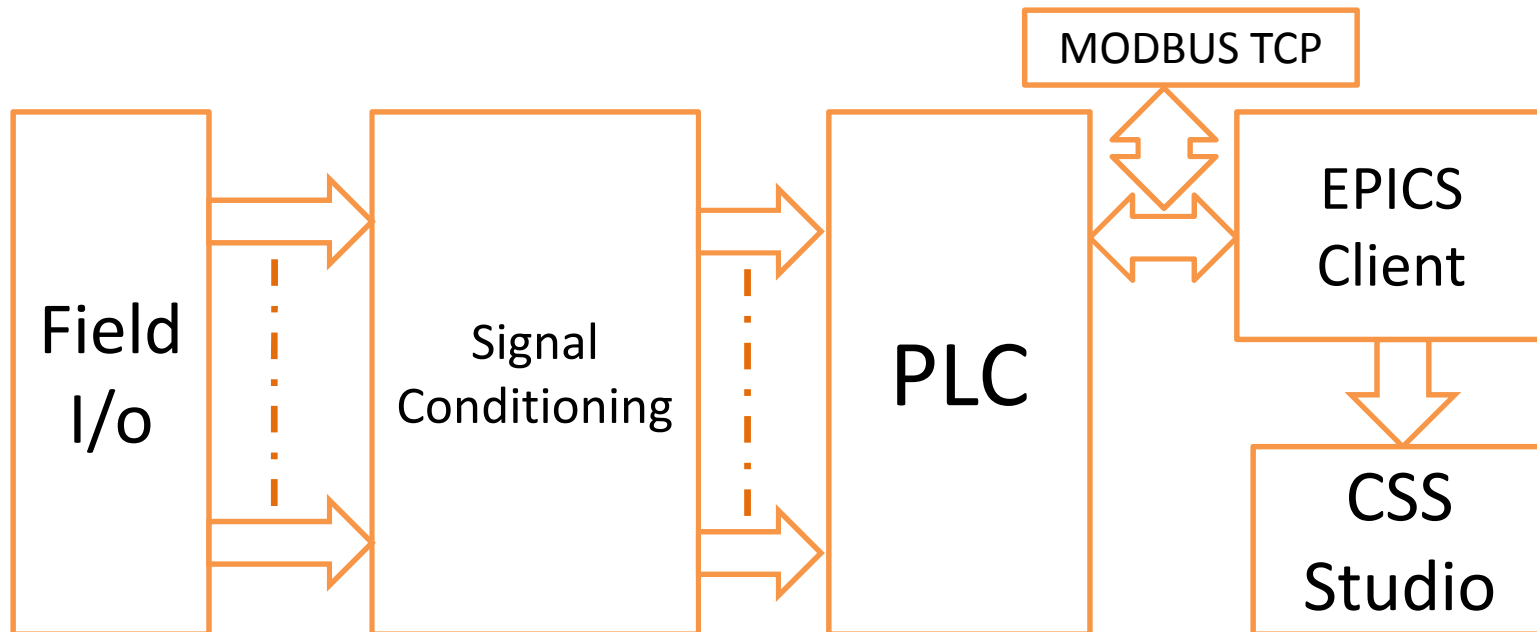 MODBUS TCP
Field
I/o
Signal
Conditioning
PLC
EPICS
Client
CSS
Studio